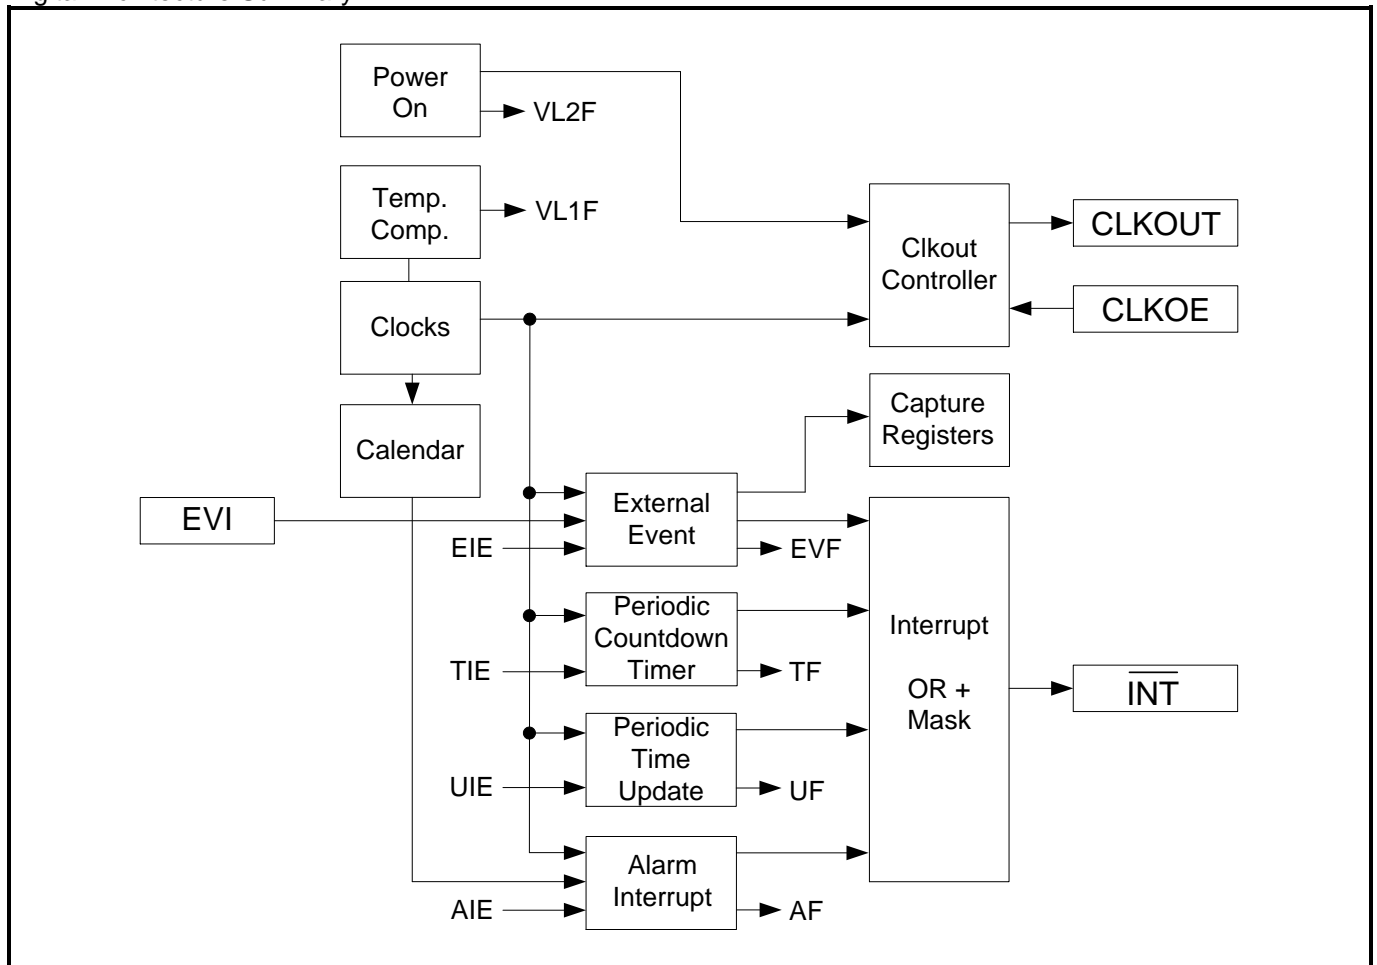 Power
On
VL2F
Temp.
Comp.
VL1F
Clkout
Controller
CLKOUT
CLKOE
Clocks
Calendar
Capture
Registers
EVI
External
Event
EIE
EVF
Periodic
Countdown
Timer
TIE
TF
Interrupt
OR +
Mask
INT
Periodic
Time
Update
UIE
UF
Alarm
Interrupt
AIE
AF